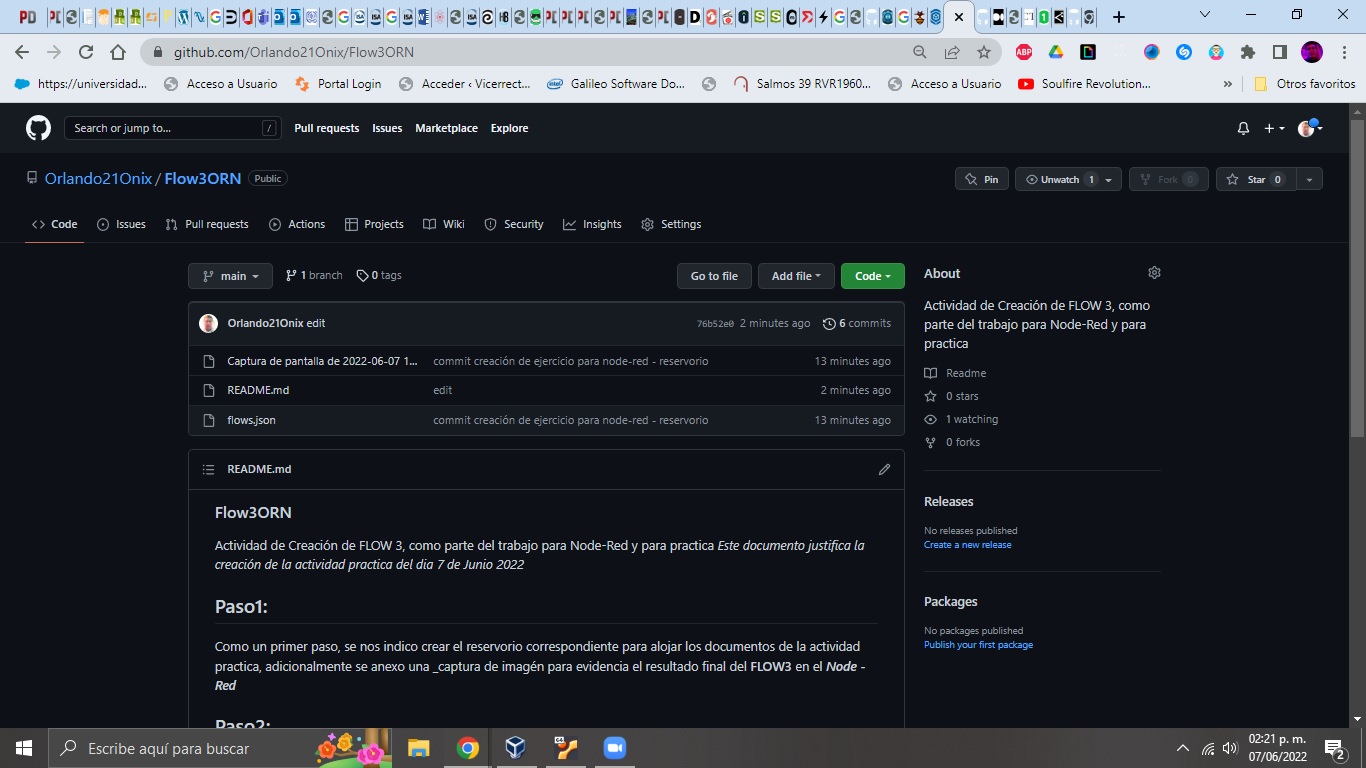 github.com/Orlando21Onix/Flow3ORN
ABP
https://universidad... Acceso a Usuario Portal Login Acceder ‹ Vicerrect... Galileo Software Do... Salmos 39 RVR1960... Acceso a Usuario Soulfire Revolution... » Otros favoritos
Search or jump to... / Pull requests Issues Marketplace Explore
Orlando21Onix / Flow3ORN Public Pin Unwatch 1 Fork 0 Star 0
Code Issues Pull requests Actions Projects Wiki Security Insights Settings
main 1 branch 0 tags Go to file Add file Code
Orlando21Onix edit 76b52e0 2 minutes ago 6 commits
Captura de pantalla de 2022-06-07 1... commit creación de ejercicio para node-red - reservorio 13 minutes ago
README.md edit 2 minutes ago
flows.json commit creación de ejercicio para node-red - reservorio 13 minutes ago
README.md
Flow3ORN
Actividad de Creación de FLOW 3, como parte del trabajo para Node-Red y para practica Este documento justifica la
creación de la actividad practica del dia 7 de Junio 2022
Paso1:
Como un primer paso, se nos indico crear el reservorio correspondiente para alojar los documentos de la actividad
practica, adicionalmente se anexo una _captura de imagén para evidencia el resultado final del FLOW3 en el Node -
Red
Paso2:
About
Actividad de Creación de FLOW 3, como
parte del trabajo para Node-Red y para
practica
Readme
0 stars
1 watching
0 forks
Releases
No releases published
Create a new release
Packages
No packages published
Publish your first package
Escribe aquí para buscar
02:21 p. m.
07/06/2022
2